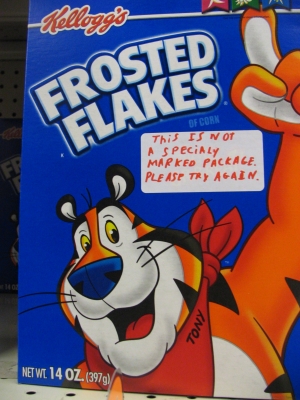 Kellogg's
FROSTED
FLAKES
OF CORN
THiS IS NOT
A SPECIALY
MARKED PACKAGE.
PLEASE TRY AGAIN.
TONY
NET WT. 14 OZ. (397g)